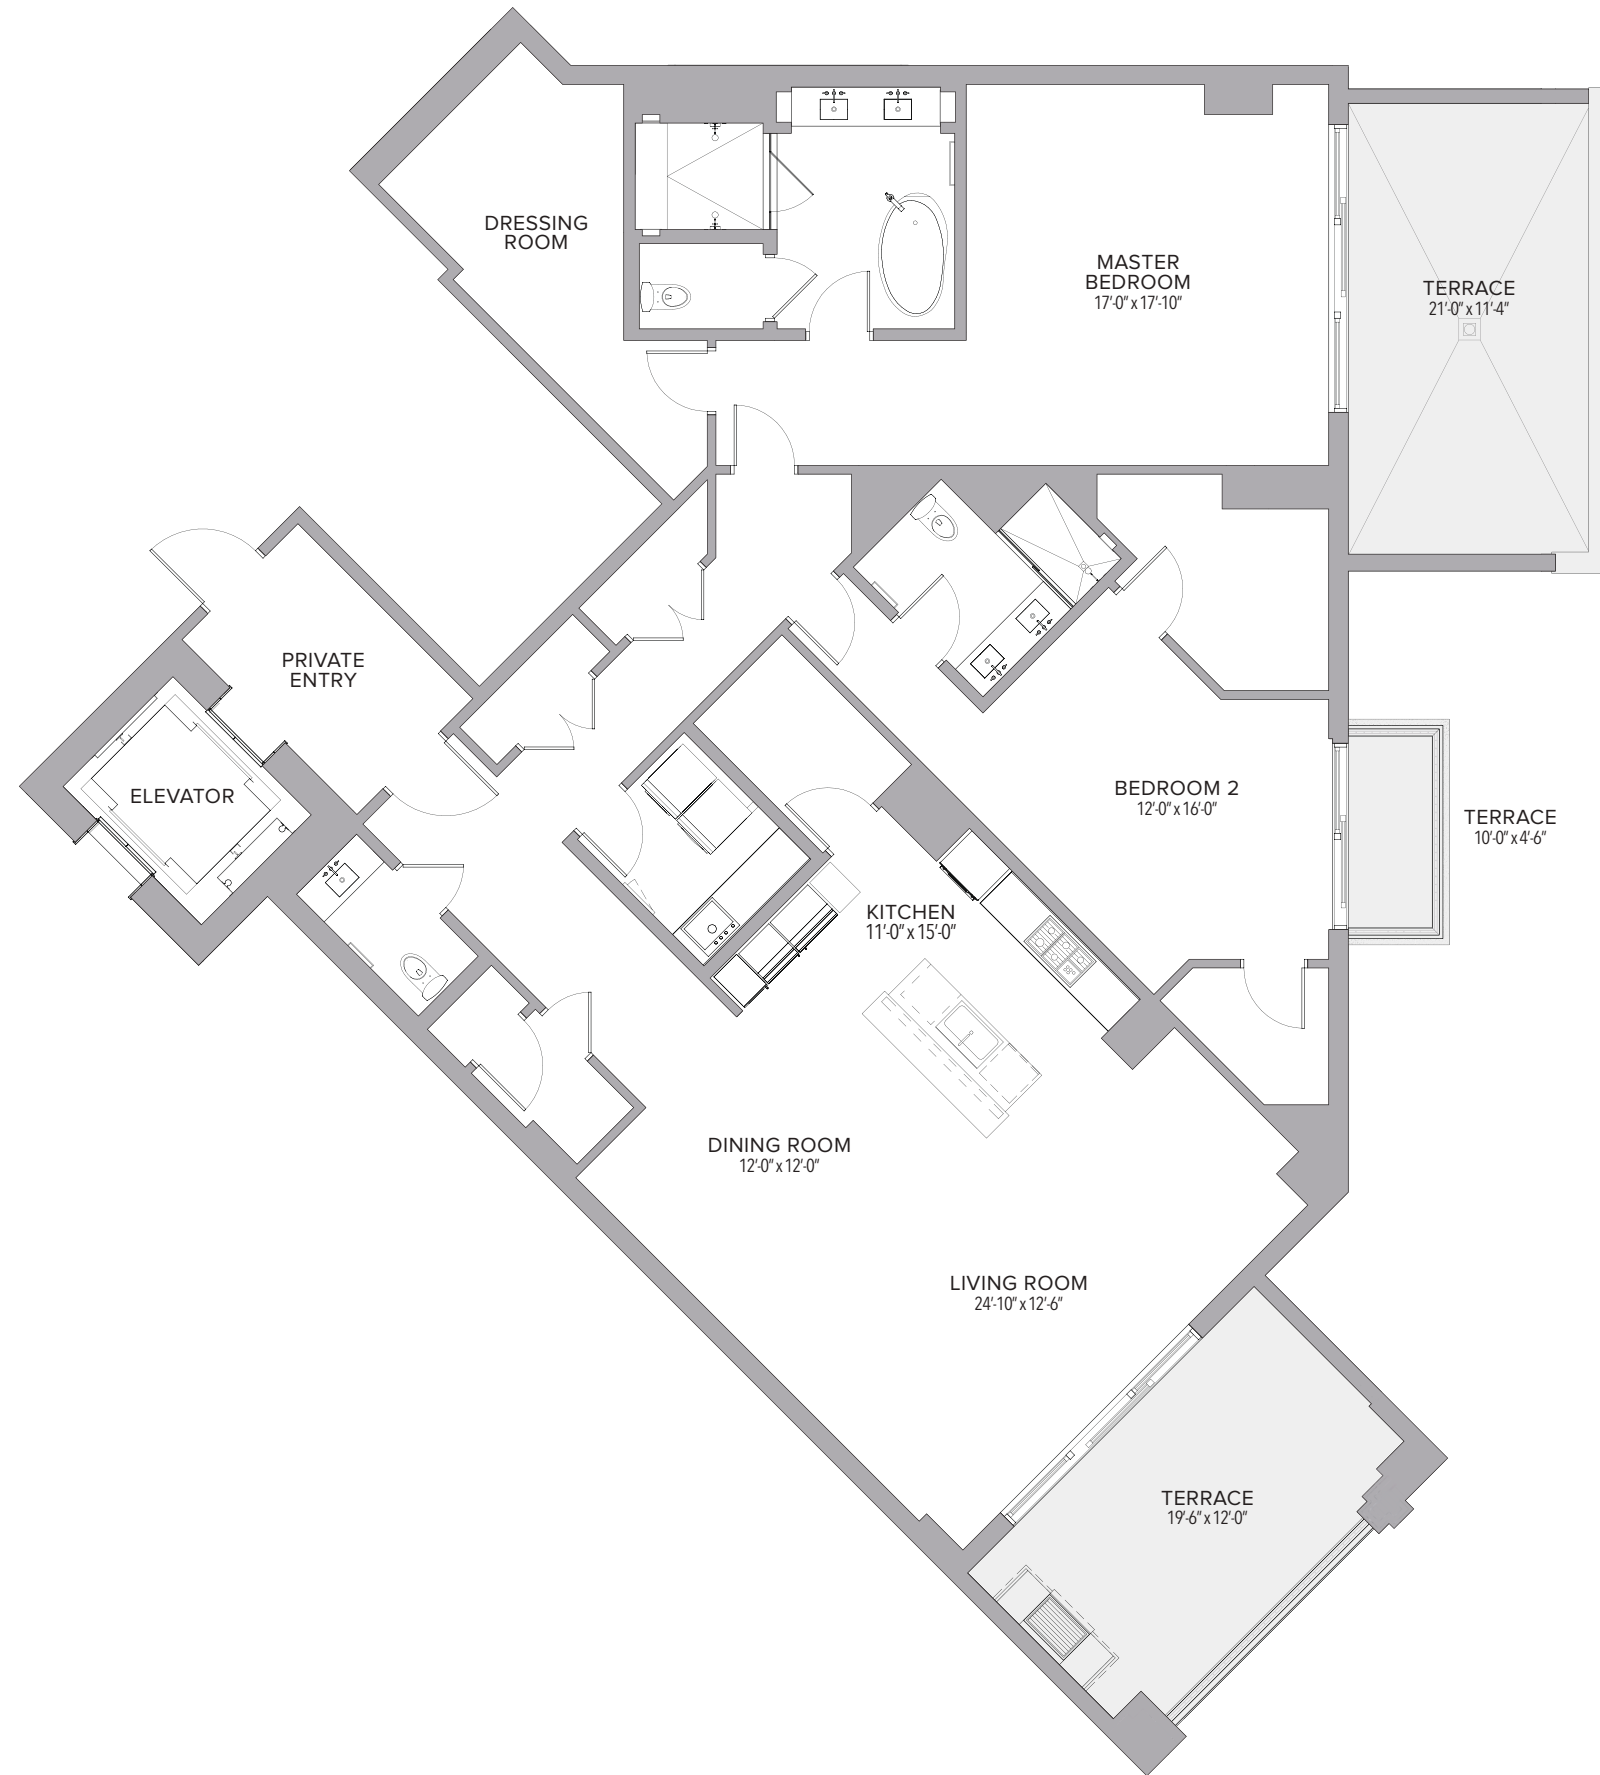 DRESSING
ROOM
MASTER
BEDROOM
17'-0" x 17'-10"
TERRACE
21'-0" x 11'-4"
PRIVATE
ENTRY
ELEVATOR
BEDROOM 2
12'-0" x 16'-0"
TERRACE
10'-0" x 4'-6"
KITCHEN
11'-0" x 15'-0"
DINING ROOM
12'-0" x 12'-0"
LIVING ROOM
24'-10" x 12'-6"
TERRACE
19'-6" x 12'-0"